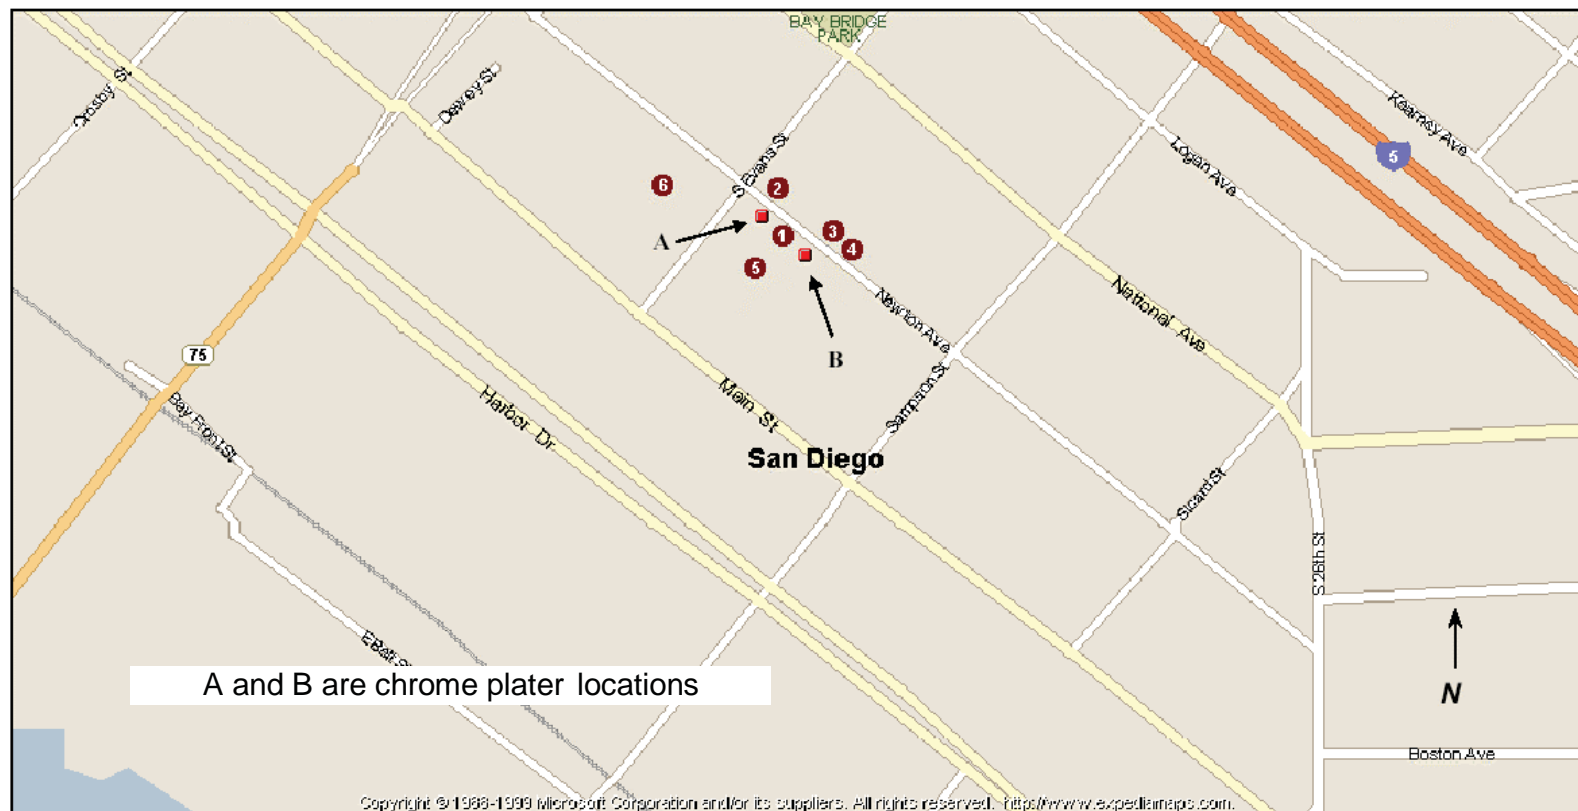 BAY BRIDGE
PARK
Crosby St
Dewey St
S Evans St
Kearney Ave
Logan Ave
5
6
2
A
1
3
4
5
B
Newton Ave
National Ave
75
Bay Front St
Harbor Dr
Main St
Sampson St
San Diego
Sicard St
S 26th St
N
A and B are chrome plater locations
Boston Ave
Copyright © 1988-1999 Microsoft Corporation and/or its suppliers. All rights reserved. http://www.expediamaps.com.